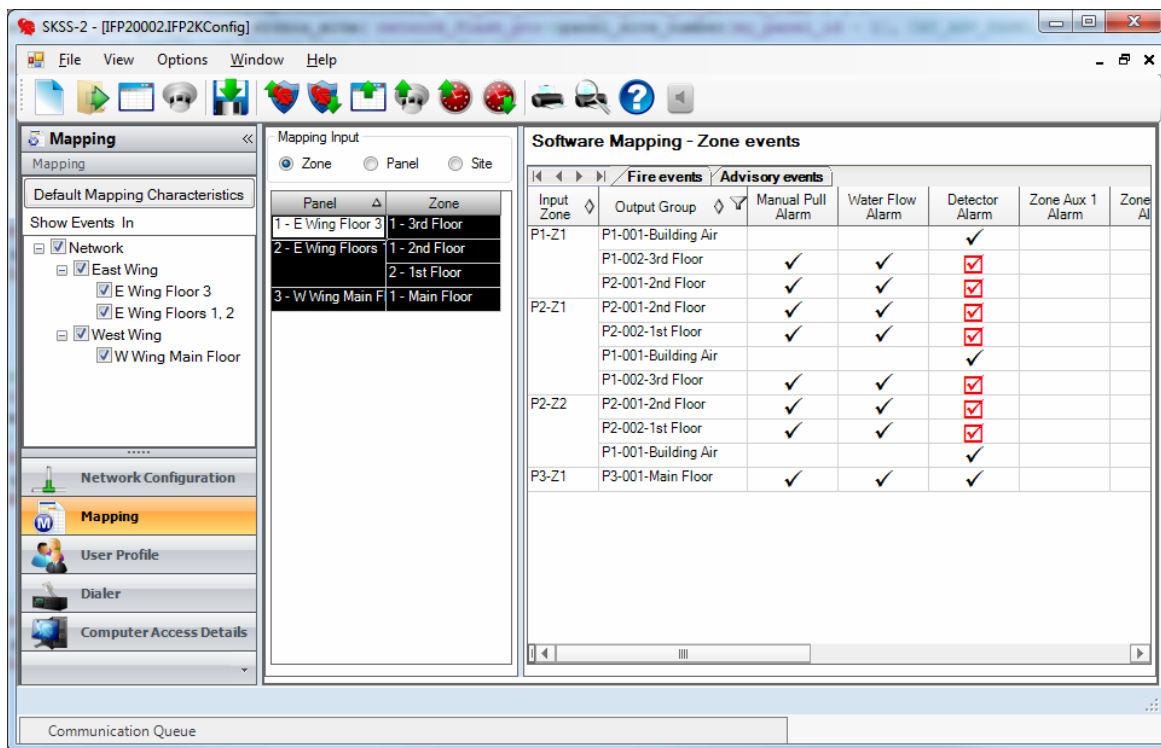 SKSS-2 - [IFP20002.IFP2KConfig]
File View Options Window Help
Mapping
Mapping
Default Mapping Characteristics
Show Events In
Network
East Wing
E Wing Floor 3
E Wing Floors 1, 2
West Wing
W Wing Main Floor
Network Configuration
Mapping
User Profile
Dialer
Computer Access Details
Mapping Input
Zone Panel Site
Panel Zone
1 - E Wing Floor 3 1 - 3rd Floor
2 - E Wing Floors 1 1 - 2nd Floor
2 - 1st Floor
3 - W Wing Main Fl 1 - Main Floor
Software Mapping - Zone events
Fire events Advisory events
Input Zone Output Group Manual Pull Alarm Water Flow Alarm Detector Alarm Zone Aux 1 Alarm Zone Al
P1-Z1 P1-001-Building Air
P1-002-3rd Floor
P2-001-2nd Floor
P2-Z1 P2-001-2nd Floor
P2-002-1st Floor
P1-001-Building Air
P1-002-3rd Floor
P2-Z2 P2-001-2nd Floor
P2-002-1st Floor
P1-001-Building Air
P3-Z1 P3-001-Main Floor
Communication Queue